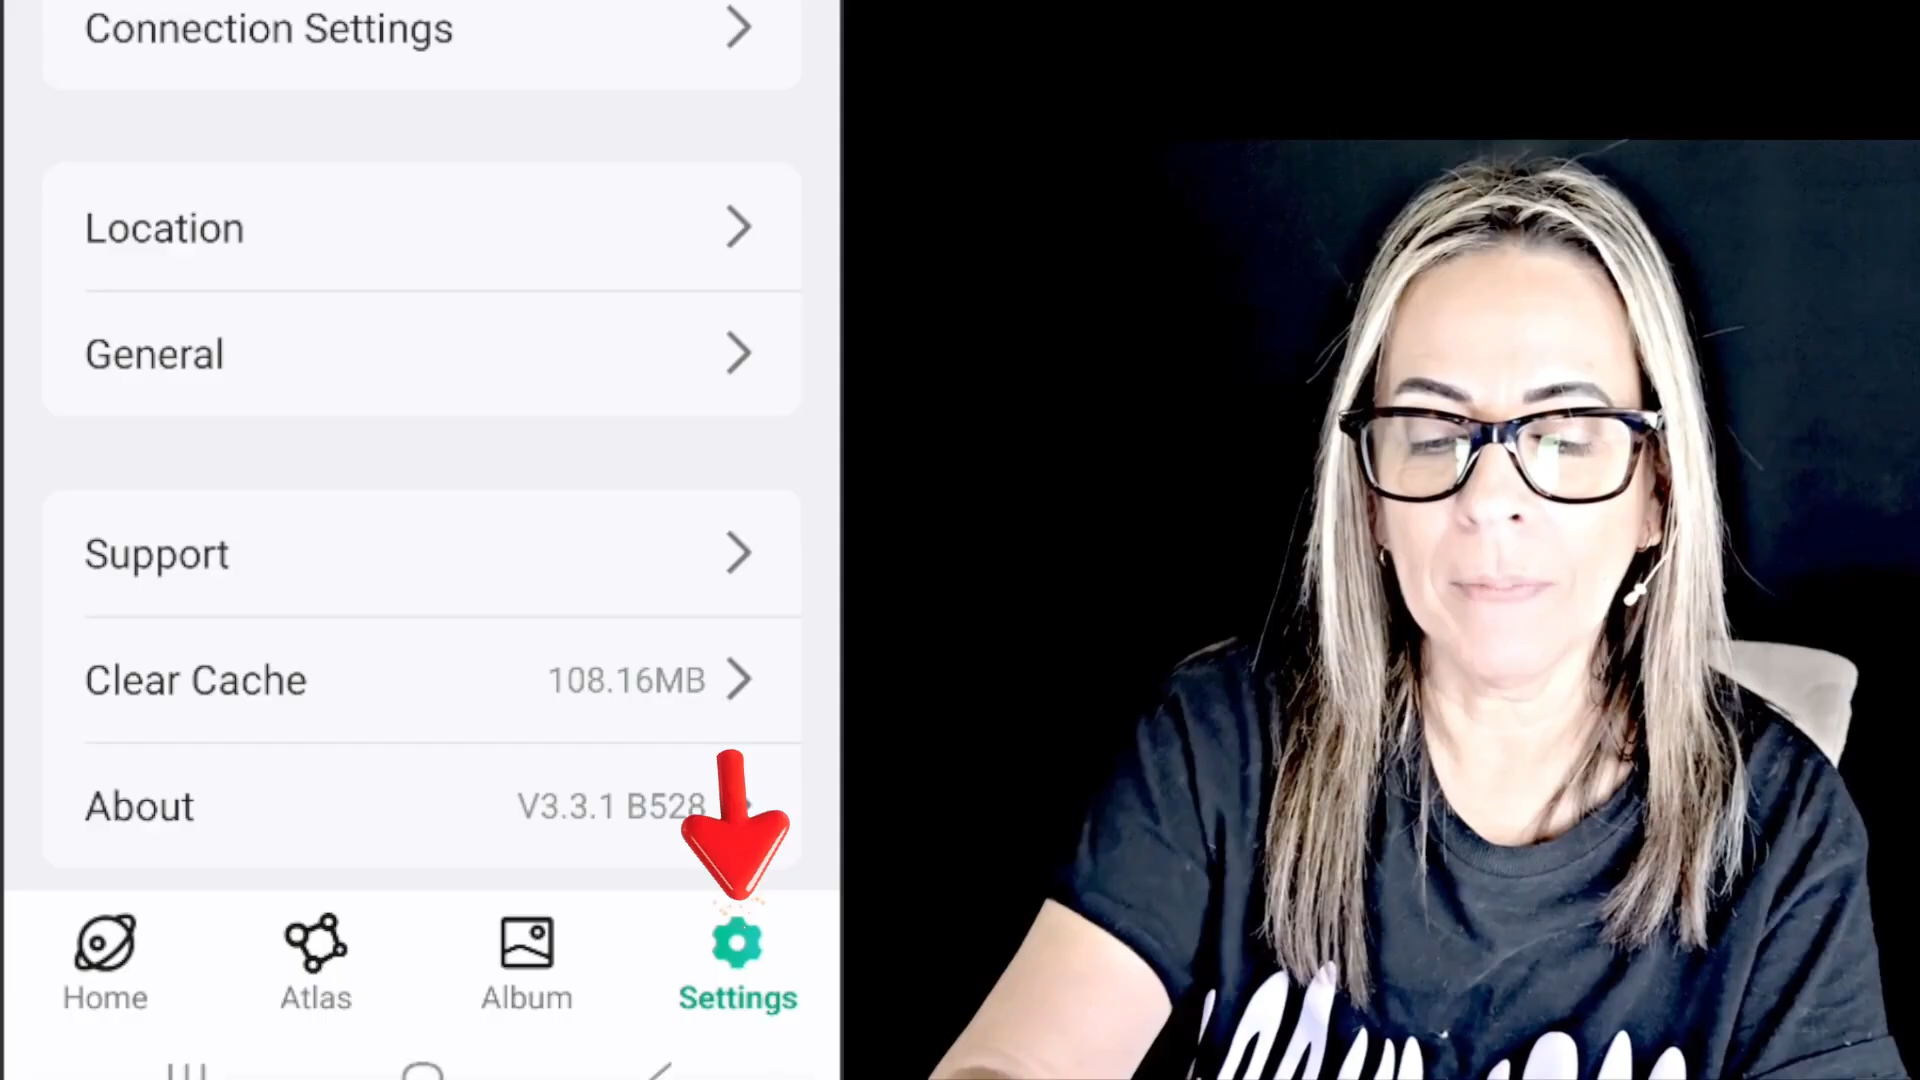 Connection Settings
Location
General
Support
Clear Cache 108.16MB
About V3.3.1 B528
Home Atlas Album Settings